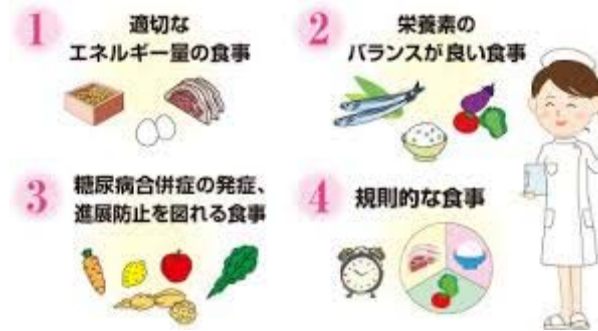 1 適切な
エネルギー量の食事
2 栄養素の
バランスが良い食事
3 糖尿病合併症の発症、
進展防止を図れる食事
4 規則的な食事